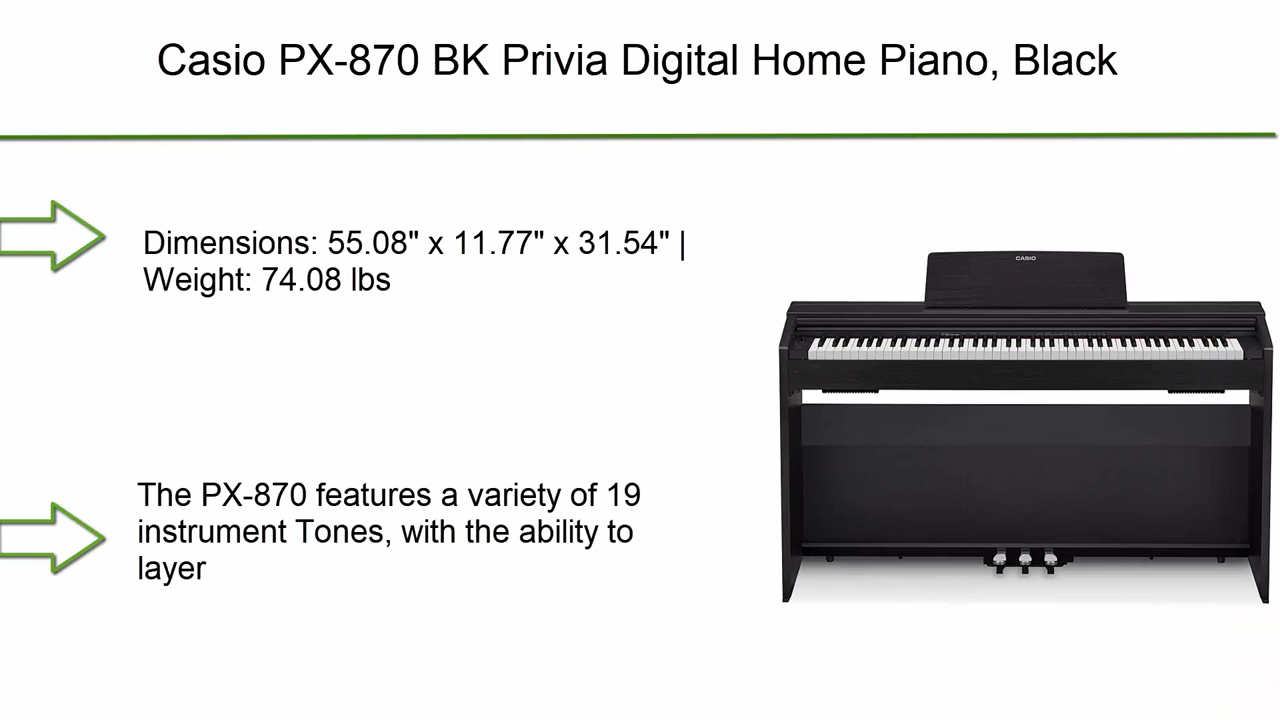 Casio PX-870 BK Privia Digital Home Piano, Black
Dimensions: 55.08" x 11.77" x 31.54" |
Weight: 74.08 lbs
CASIO
The PX-870 features a variety of 19
instrument Tones, with the ability to
layer